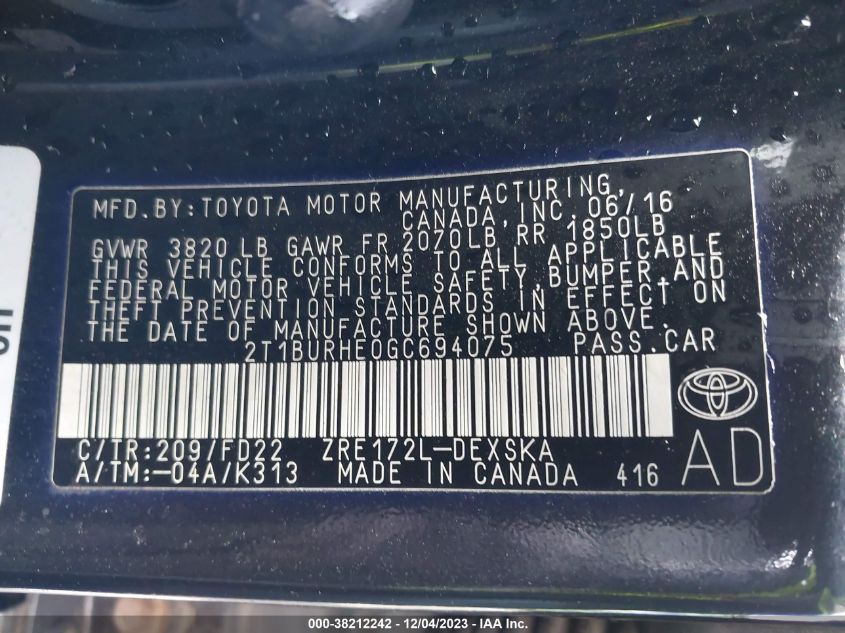 MFD.BY:TOYOTA MOTOR MANUFACTURING,
CANADA,INC. 06/16
GVWR 3820 LB GAWR FR 2070LB RR 1850LB
THIS VEHICLE CONFORMS TO ALL APPLICABLE
FEDERAL MOTOR VEHICLE SAFETY,BUMPER,AND
THEFT PREVENTION STANDARDS IN EFFECT ON
THE DATE OF MANUFACTURE SHOWN ABOVE.
2T1BURHE0GC694075 PASS.CAR
C/TR:209/FD22 ZRE172L-DEXSKA
A/TM:-04A/K313 MADE IN CANADA 416
AD
000-38212242 - 12/04/2023 - IAA Inc.